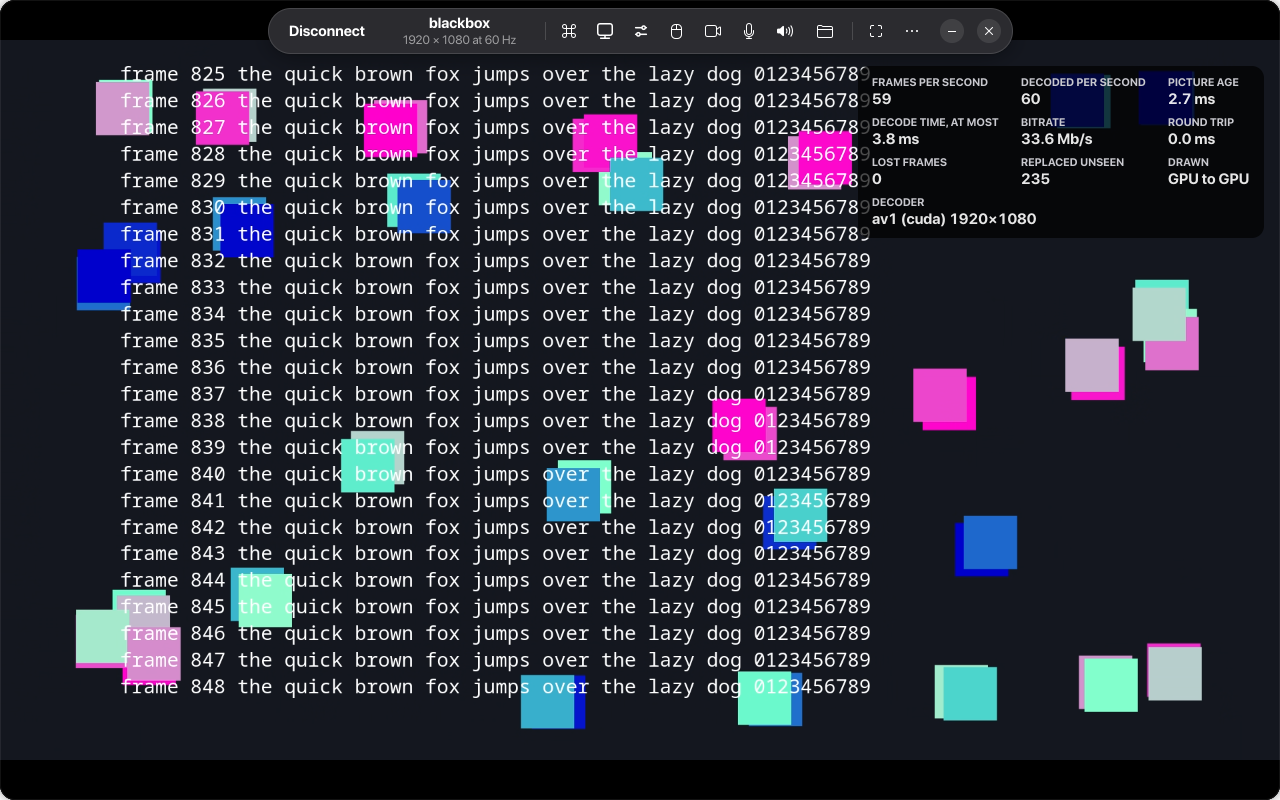 Disconnect
blackbox
1920 × 1080 at 60 Hz
frame 825 the quick brown fox jumps over the lazy dog 0123456789
frame 826 the quick brown fox jumps over the lazy dog 0123456789
frame 827 the quick brown fox jumps over the lazy dog 0123456789
frame 828 the quick brown fox jumps over the lazy dog 0123456789
frame 829 the quick brown fox jumps over the lazy dog 0123456789
frame 830 the quick brown fox jumps over the lazy dog 0123456789
frame 831 the quick brown fox jumps over the lazy dog 0123456789
frame 832 the quick brown fox jumps over the lazy dog 0123456789
frame 833 the quick brown fox jumps over the lazy dog 0123456789
frame 834 the quick brown fox jumps over the lazy dog 0123456789
frame 835 the quick brown fox jumps over the lazy dog 0123456789
frame 836 the quick brown fox jumps over the lazy dog 0123456789
frame 837 the quick brown fox jumps over the lazy dog 0123456789
frame 838 the quick brown fox jumps over the lazy dog 0123456789
frame 839 the quick brown fox jumps over the lazy dog 0123456789
frame 840 the quick brown fox jumps over the lazy dog 0123456789
frame 841 the quick brown fox jumps over the lazy dog 0123456789
frame 842 the quick brown fox jumps over the lazy dog 0123456789
frame 843 the quick brown fox jumps over the lazy dog 0123456789
frame 844 the quick brown fox jumps over the lazy dog 0123456789
frame 845 the quick brown fox jumps over the lazy dog 0123456789
frame 846 the quick brown fox jumps over the lazy dog 0123456789
frame 847 the quick brown fox jumps over the lazy dog 0123456789
frame 848 the quick brown fox jumps over the lazy dog 0123456789
FRAMES PER SECOND DECODED PER SECOND PICTURE AGE
59 60 2.7 ms
DECODE TIME, AT MOST BITRATE ROUND TRIP
3.8 ms 33.6 Mb/s 0.0 ms
LOST FRAMES REPLACED UNSEEN DRAWN
0 235 GPU to GPU
DECODER
av1 (cuda) 1920×1080